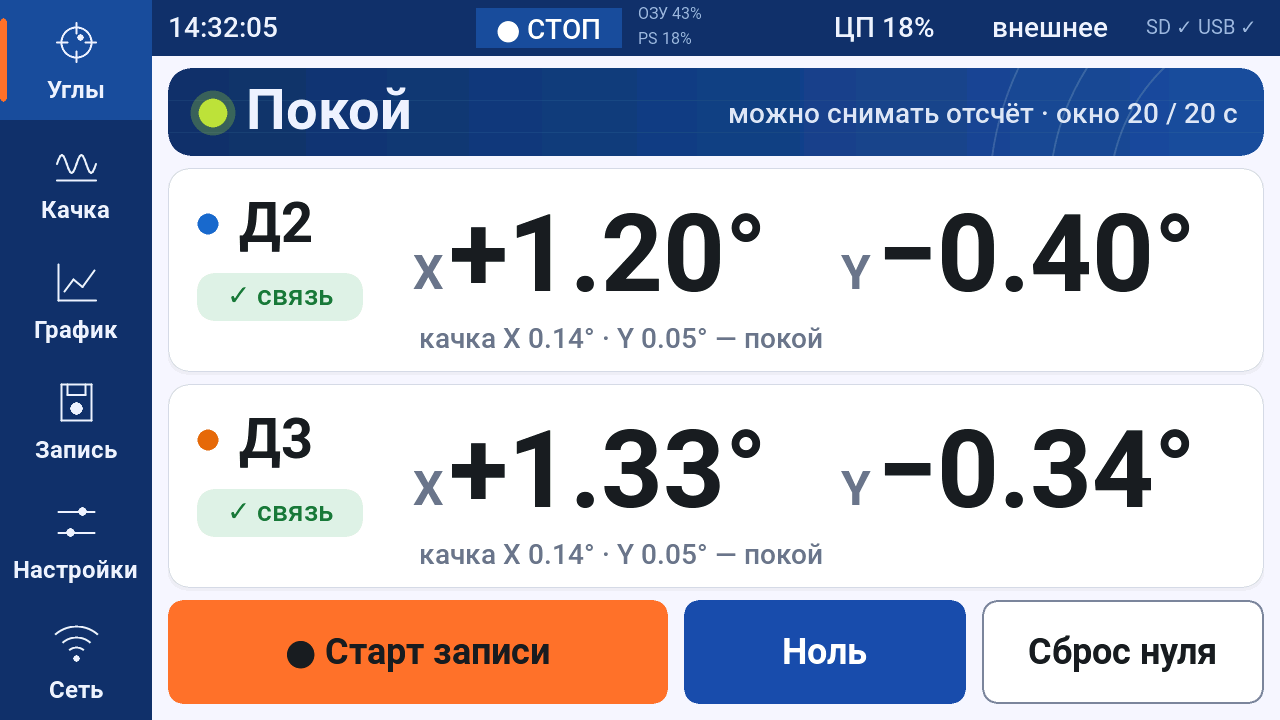 14:32:05
● СТОП
ОЗУ 43%
PS 18%
ЦП 18%
внешнее
SD ✓ USB ✓
Углы
Качка
График
Запись
Настройки
Сеть
Покой
можно снимать отсчёт · окно 20 / 20 с
Д2
✓ связь
X +1.20°
Y −0.40°
качка X 0.14° · Y 0.05° — покой
Д3
✓ связь
X +1.33°
Y −0.34°
качка X 0.14° · Y 0.05° — покой
● Старт записи
Ноль
Сброс нуля